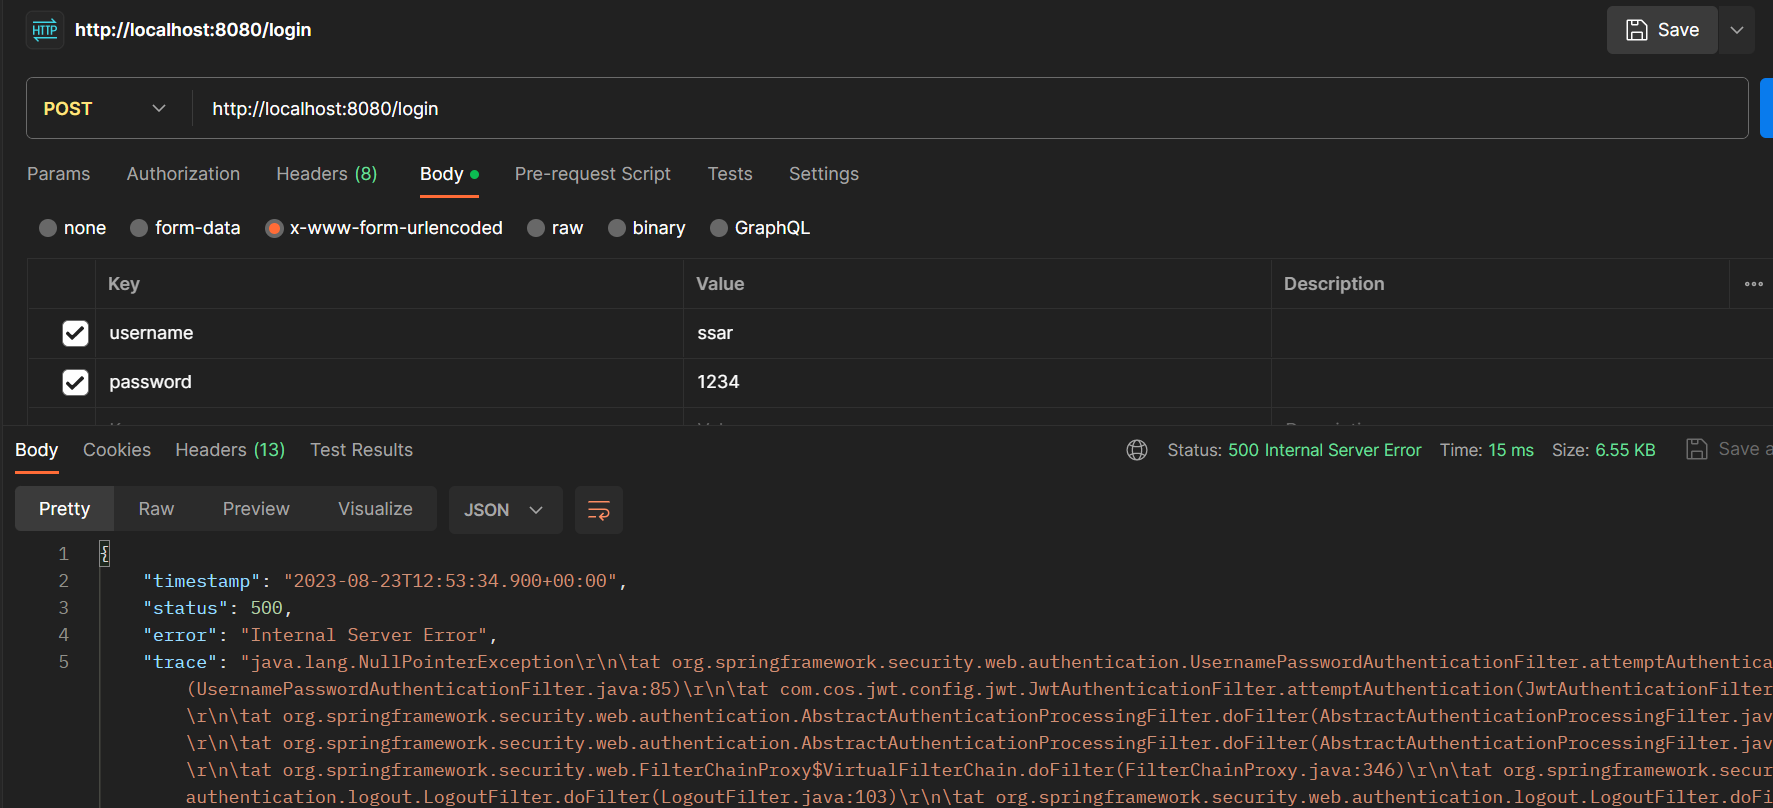 HTTP http://localhost:8080/login Save
POST http://localhost:8080/login
Params Authorization Headers (8) Body Pre-request Script Tests Settings
none form-data x-www-form-urlencoded raw binary GraphQL
Key Value Description
username ssar
password 1234
Body Cookies Headers (13) Test Results Status: 500 Internal Server Error Time: 15 ms Size: 6.55 KB Save a
Pretty Raw Preview Visualize JSON
1 {
2 "timestamp": "2023-08-23T12:53:34.900+00:00",
3 "status": 500,
4 "error": "Internal Server Error",
5 "trace": "java.lang.NullPointerException\r\n\tat org.springframework.security.web.authentication.UsernamePasswordAuthenticationFilter.attemptAuthentica
(UsernamePasswordAuthenticationFilter.java:85)\r\n\tat com.cos.jwt.config.jwt.JwtAuthenticationFilter.attemptAuthentication(JwtAuthenticationFilter
\r\n\tat org.springframework.security.web.authentication.AbstractAuthenticationProcessingFilter.doFilter(AbstractAuthenticationProcessingFilter.jav
\r\n\tat org.springframework.security.web.authentication.AbstractAuthenticationProcessingFilter.doFilter(AbstractAuthenticationProcessingFilter.jav
\r\n\tat org.springframework.security.web.FilterChainProxy$VirtualFilterChain.doFilter(FilterChainProxy.java:346)\r\n\tat org.springframework.secur
authentication.logout.LogoutFilter.doFilter(LogoutFilter.java:103)\r\n\tat org.springframework.security.web.authentication.logout.LogoutFilter.doFi